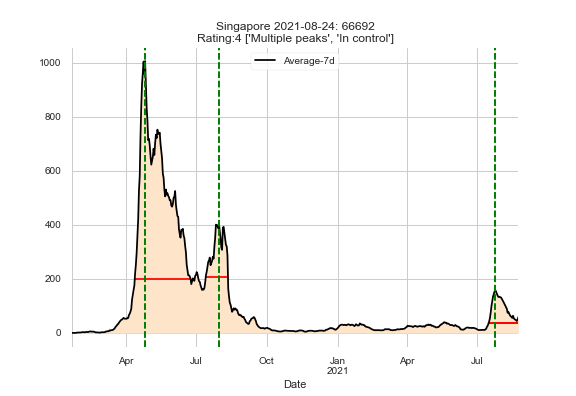 Singapore 2021-08-24: 66692
Rating:4 ['Multiple peaks', 'In control']
Average-7d
1000
800
600
400
200
0
Apr Jul Oct Jan Apr Jul
2021
Date